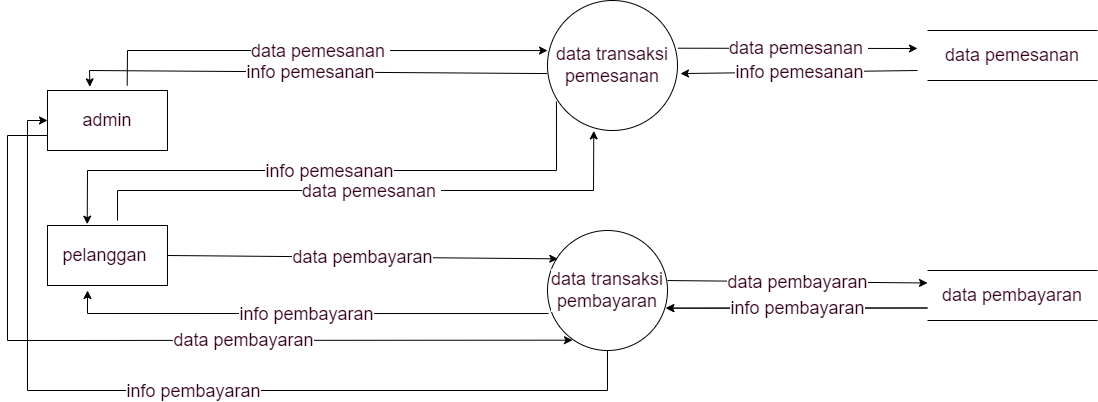 data pemesanan
info pemesanan
data transaksi
pemesanan
data pemesanan
info pemesanan
data pemesanan
admin
info pemesanan
data pemesanan
pelanggan
data pembayaran
info pembayaran
data pembayaran
info pembayaran
data transaksi
pembayaran
data pembayaran
info pembayaran
data pembayaran